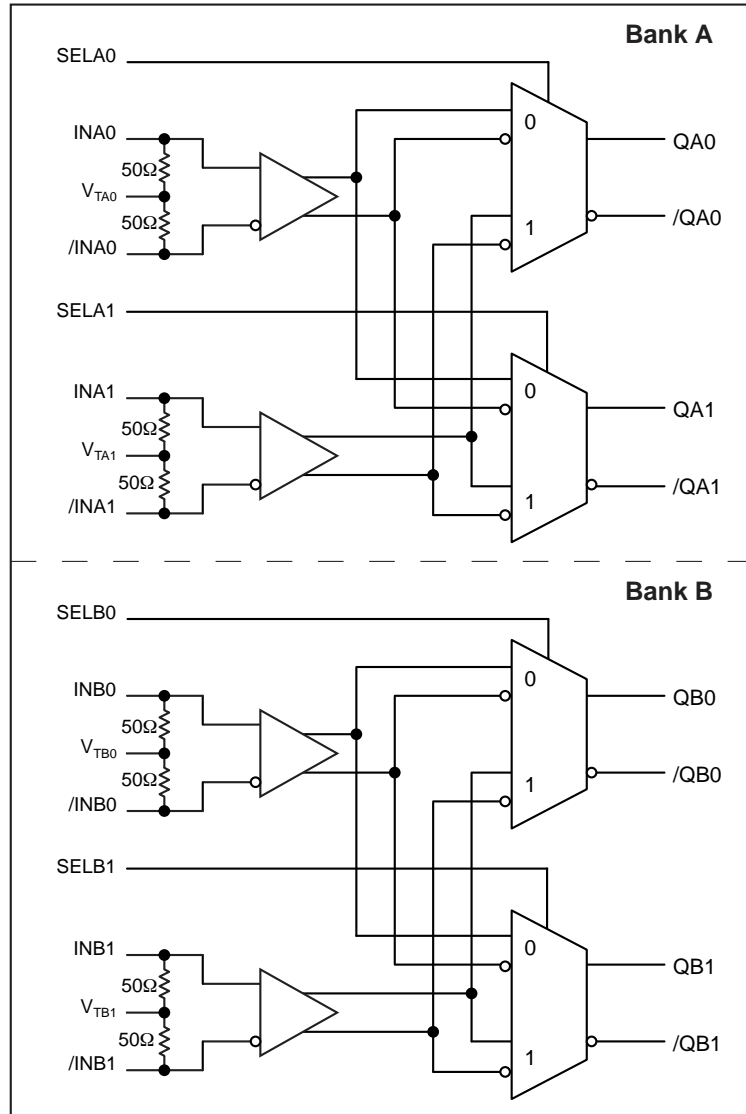 Bank A
SELA0
0
INA0
QA0
50Ω
VTA0
50Ω
1
/QA0
/INA0
SELA1
INA1
0
QA1
50Ω
VTA1
50Ω
/QA1
1
/INA1
Bank B
SELB0
0
INB0
QB0
50Ω
VTB0
50Ω
1
/QB0
/INB0
SELB1
INB1
0
QB1
50Ω
VTB1
50Ω
/QB1
1
/INB1